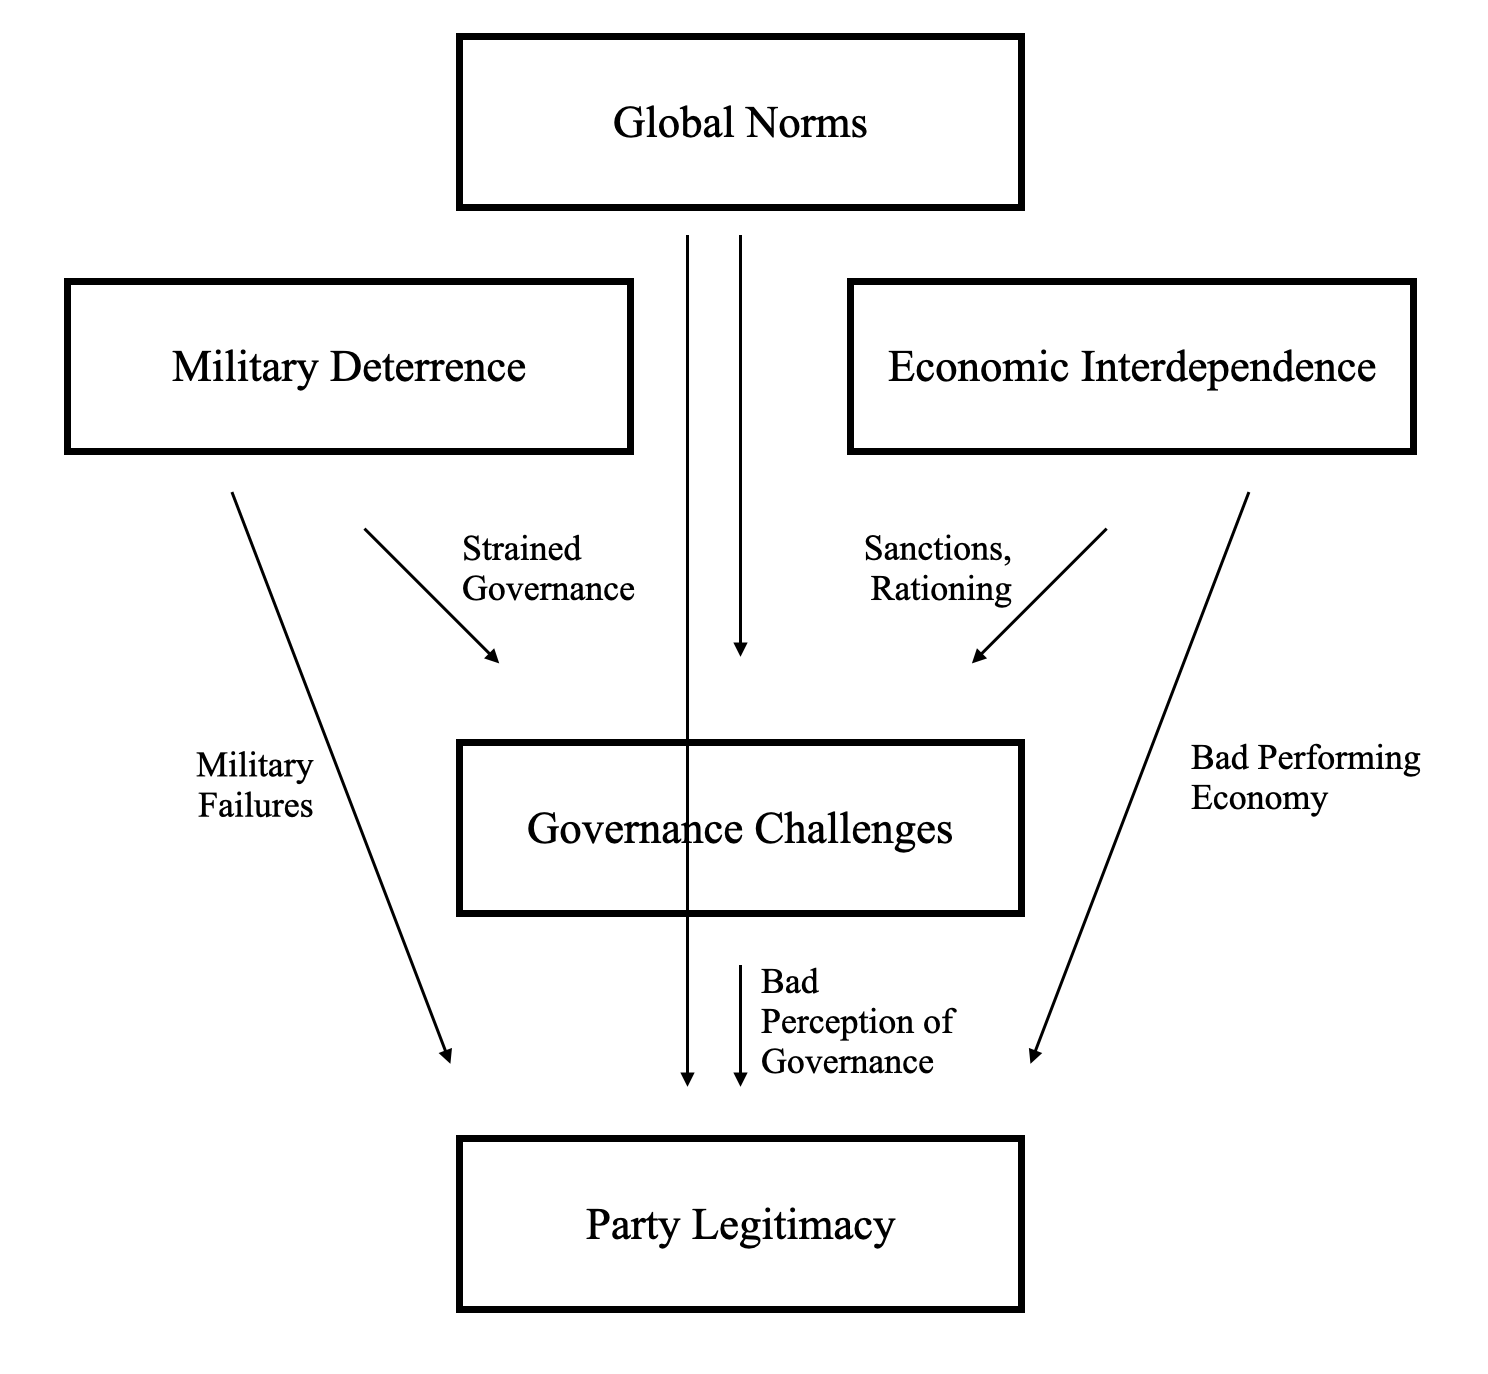 Global Norms
Military Deterrence
Economic Interdependence
Strained
Governance
Sanctions,
Rationing
Military
Failures
Bad Performing
Economy
Governance Challenges
Bad
Perception of
Governance
Party Legitimacy